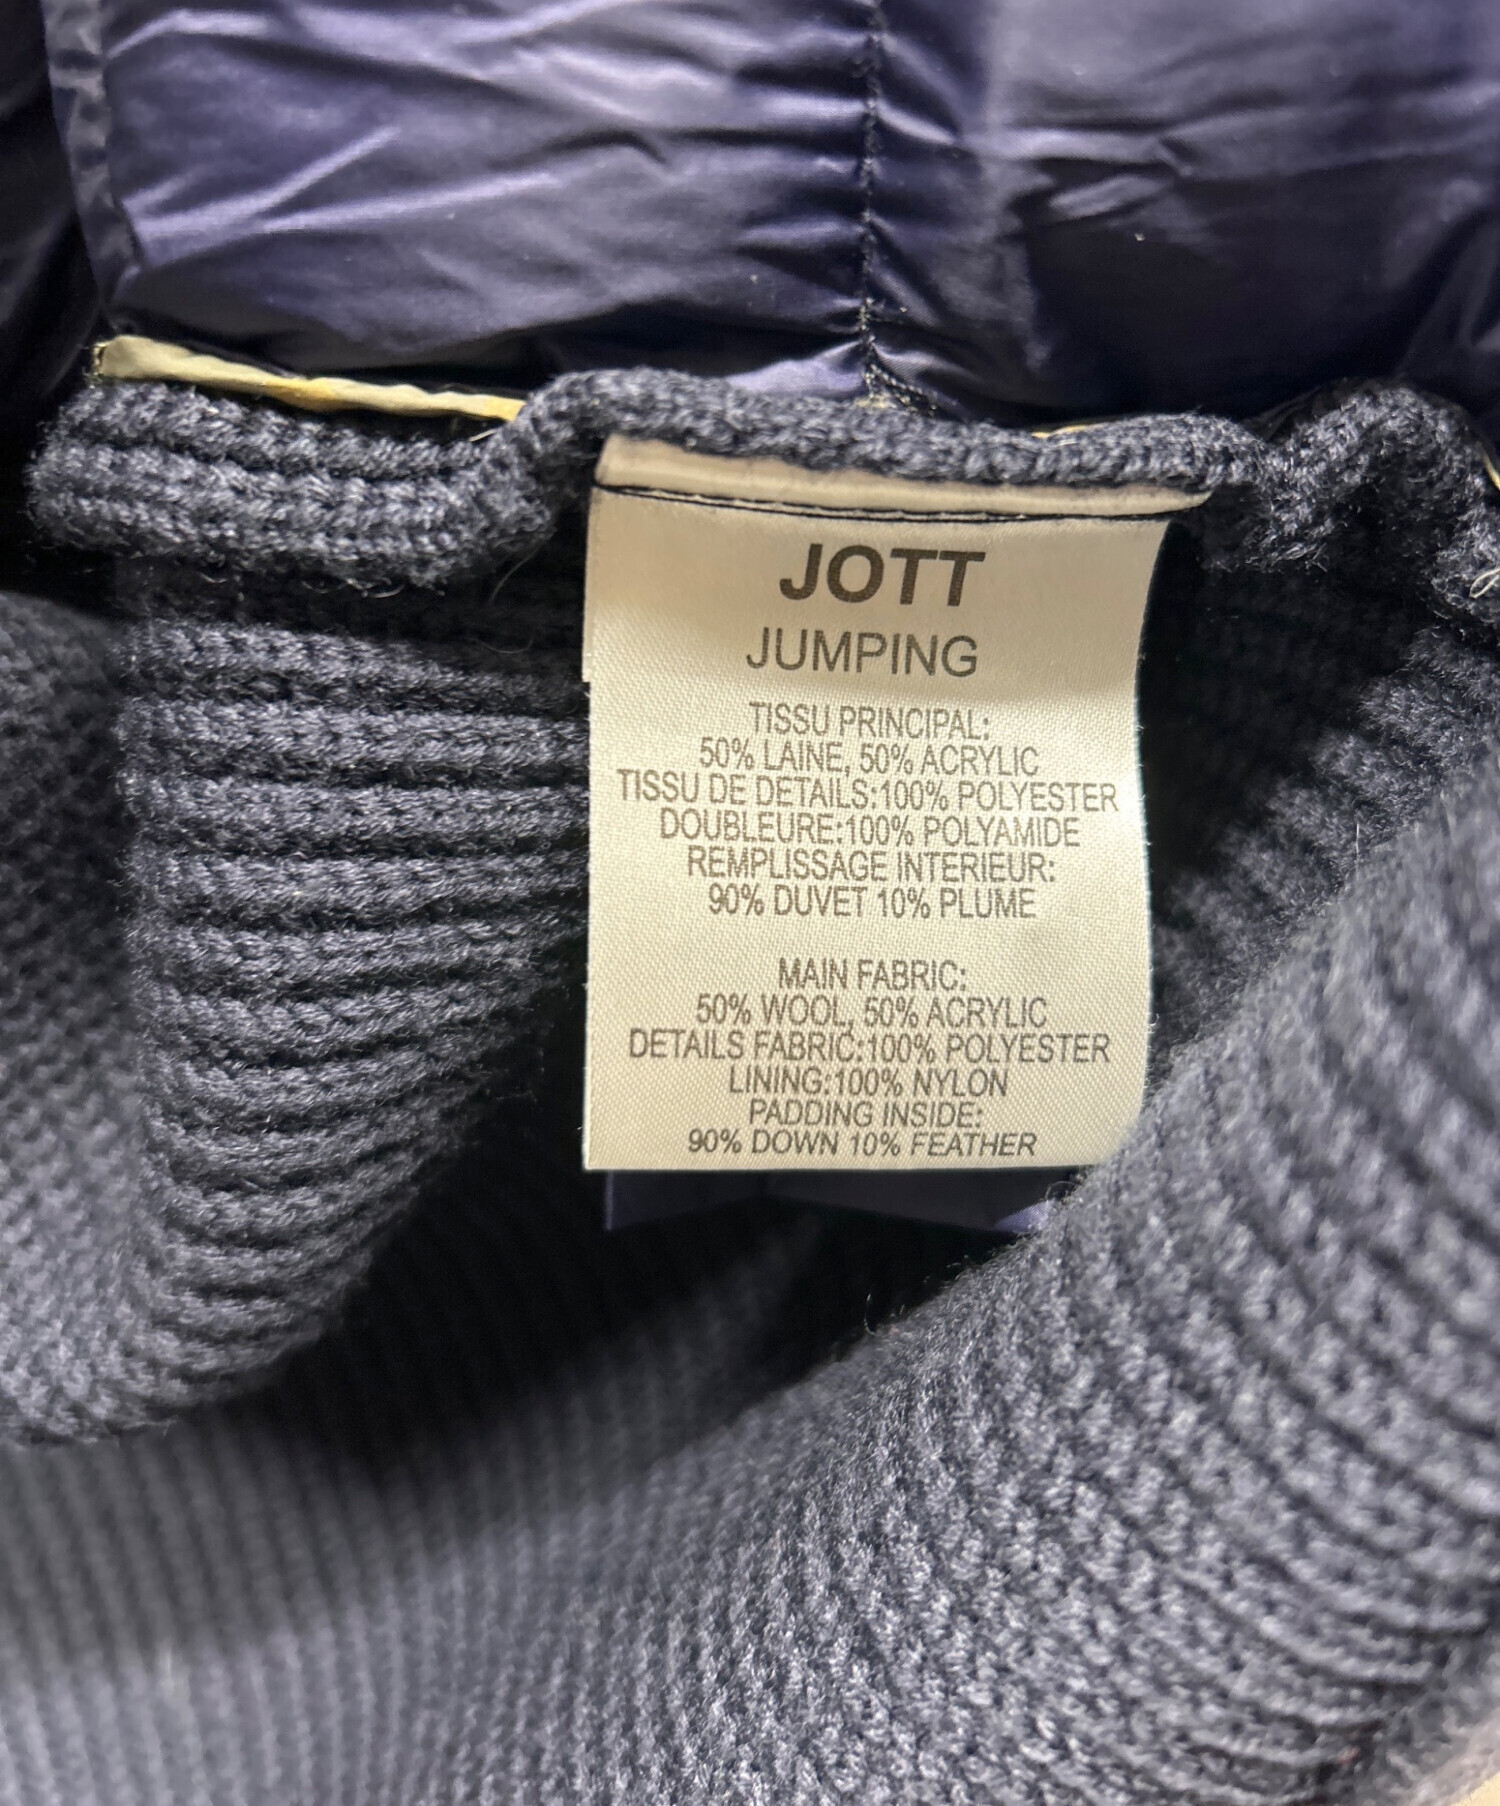 JOTT
JUMPING
TISSU PRINCIPAL:
50% LAINE, 50% ACRYLIC
TISSU DE DETAILS:100% POLYESTER
DOUBLEURE:100% POLYAMIDE
REMPLISSAGE INTERIEUR:
90% DUVET 10% PLUME
MAIN FABRIC:
50% WOOL, 50% ACRYLIC
DETAILS FABRIC:100% POLYESTER
LINING:100% NYLON
PADDING INSIDE:
90% DOWN 10% FEATHER